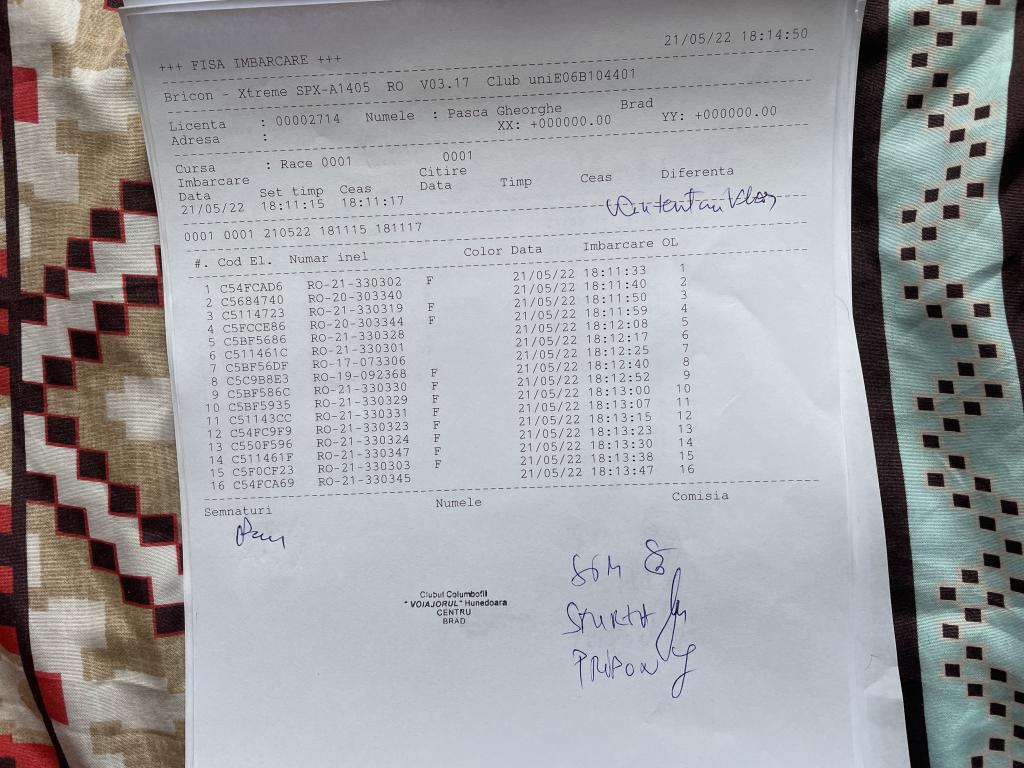 +++ FISA IMBARCARE +++ 21/05/22 18:14:50
Bricon - Xtreme SPX-A1405 RO V03.17 Club uniE06B104401
Licenta : 00002714 Numele : Pasca Gheorghe Brad
Adresa : XX: +000000.00 YY: +000000.00
Cursa : Race 0001 0001
Imbarcare Citire
Data Set timp Ceas Data Timp Ceas Diferenta
21/05/22 18:11:15 18:11:17
0001 0001 210522 181115 181117
#. Cod El. Numar inel Color Data Imbarcare OL
1 C54FCAD6 RO-21-330302 F 21/05/22 18:11:33 1
2 C5684740 RO-20-303340 21/05/22 18:11:40 2
3 C5114723 RO-21-330319 F 21/05/22 18:11:50 3
4 C5FCCE86 RO-20-303344 F 21/05/22 18:11:59 4
5 C5BF5686 RO-21-330328 21/05/22 18:12:08 5
6 C511461C RO-21-330301 21/05/22 18:12:17 6
7 C5BF56DF RO-17-073306 21/05/22 18:12:25 7
8 C5C9B8E3 RO-19-092368 F 21/05/22 18:12:40 8
9 C5BF586C RO-21-330330 F 21/05/22 18:12:52 9
10 C5BF5935 RO-21-330329 F 21/05/22 18:13:00 10
11 C51143CC RO-21-330331 F 21/05/22 18:13:07 11
12 C54FC9F9 RO-21-330323 F 21/05/22 18:13:15 12
13 C550F596 RO-21-330324 F 21/05/22 18:13:23 13
14 C511461F RO-21-330347 F 21/05/22 18:13:30 14
15 C5F0CF23 RO-21-330303 F 21/05/22 18:13:38 15
16 C54FCA69 RO-21-330345 21/05/22 18:13:47 16
Semnaturi Numele Comisia
Clubul Columbofil
"VOIAJORUL" Hunedoara
CENTRU
BRAD